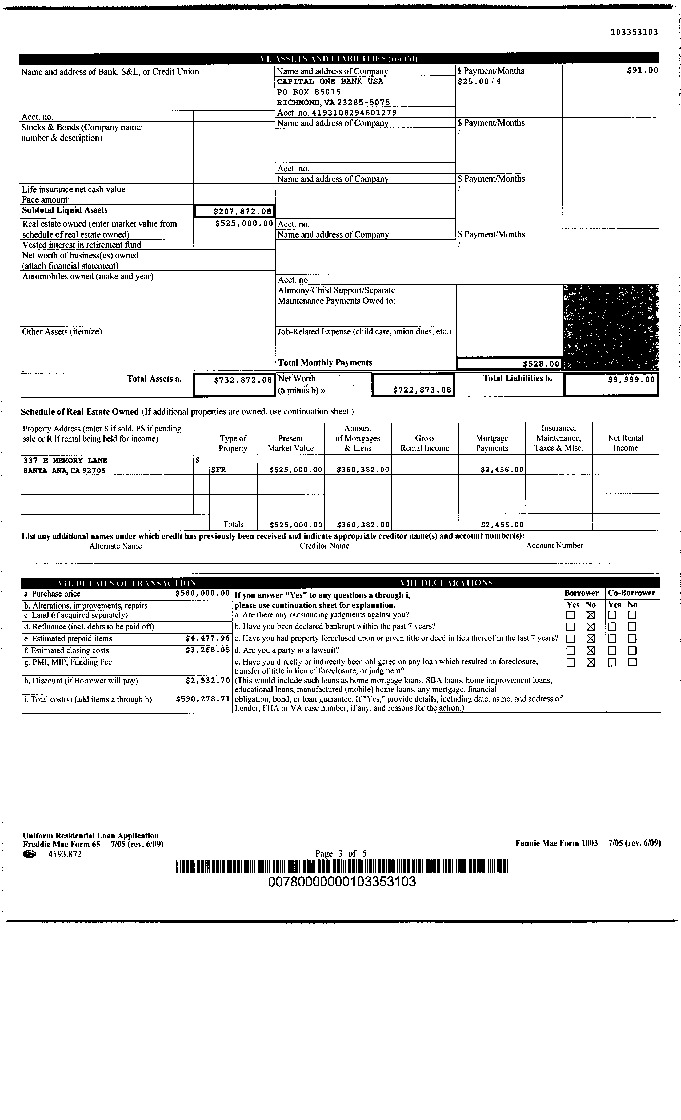 103353103
VI. ASSETS AND LIABILITIES (cont'd)
Name and address of Bank, S&L, or Credit Union
Name and address of Company
$ Payment/Months
$91.00
CAPITAL ONE BANK USA
$25.00/4
PO BOX 85075
RICHMOND, VA 23285-5075
Acct. no.
Acct no. 4193108294601279
Stocks & Bonds (Company name
number & description)
Name and address of Company
$ Payment/Months
/
Acct. no.
Name and address of Company
$ Payment/Months
/
Life insurance net cash value
Face amount:
Subtotal Liquid Assets
$207,872.08
Real estate owned (enter market value from
schedule of real estate owned)
$525,000.00
Acct. no.
Name and address of Company
$ Payment/Months
/
Vested interest in retirement fund
Net worth of business(es) owned
(attach financial statement)
Automobiles owned (make and year)
Acct. no
Alimony/Child Support/Separate
Maintenance Payments Owed to:
Other Assets (itemize)
Job-Related Expense (child care, union dues, etc.)
Total Monthly Payments
$528.00
Total Assets a.
$732,872.08
Net Worth
(a minus b) »
$722,873.08
Total Liabilities b.
$9,999.00
Schedule of Real Estate Owned (If additional properties are owned, use continuation sheet.)
Property Address (enter S if sold, PS if pending
sale or R if rental being held for income)
Type of
Property
Present
Market Value
Amount
of Mortgages
& Liens
Gross
Rental Income
Mortgage
Payments
Insurance,
Maintenance,
Taxes & Misc.
Net Rental
Income
337 E MEMORY LANE
SANTA ANA, CA 92705
$
SFR
$525,000.00
$360,382.00
$2,456.00
Totals
$525,000.00
$360,382.00
$2,456.00
List any additional names under which credit has previously been received and indicate appropriate creditor name(s) and account number(s):
Alternate Name
Creditor Name
Account Number
VII. DETAILS OF TRANSACTION
VIII. DECLARATIONS
a. Purchase price
$580,000.00
b. Alterations, improvements, repairs
c. Land (if acquired separately)
d. Refinance (incl. debts to be paid off)
e. Estimated prepaid items
$4,477.96
f. Estimated closing costs
$3,268.05
g. PMI, MIP, Funding Fee
h. Discount (if Borrower will pay)
$2,532.70
i. Total costs (add items a through h)
$590,278.71
If you answer "Yes" to any questions a through i,
please use continuation sheet for explanation.
Borrower
Co-Borrower
Yes No
Yes No
a. Are there any outstanding judgments against you?
b. Have you been declared bankrupt within the past 7 years?
c. Have you had property foreclosed upon or given title or deed in lieu thereof in the last 7 years?
d. Are you a party to a lawsuit?
e. Have you directly or indirectly been obligated on any loan which resulted in foreclosure,
transfer of title in lieu of foreclosure, or judgment?
(This would include such loans as home mortgage loans, SBA loans, home improvement loans,
educational loans, manufactured (mobile) home loans, any mortgage, financial
obligation, bond, or loan guarantee. If "Yes," provide details, including date, name, and address of
Lender, FHA or VA case number, if any, and reasons for the action.)
Uniform Residential Loan Application
Freddie Mac Form 65 7/05 (rev. 6/09)
Fannie Mae Form 1003 7/05 (rev. 6/09)
Page 3 of 5
00780000000103353103